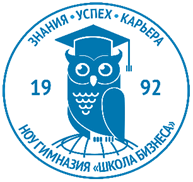 ЗНАНИЯ • УСПЕХ • КАРЬЕРА
19 92
НОУ ГИМНАЗИЯ «ШКОЛА БИЗНЕСА»